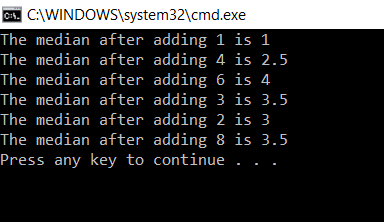 C:\WINDOWS\system32\cmd.exe
The median after adding 1 is 1
The median after adding 4 is 2.5
The median after adding 6 is 4
The median after adding 3 is 3.5
The median after adding 2 is 3
The median after adding 8 is 3.5
Press any key to continue . . .